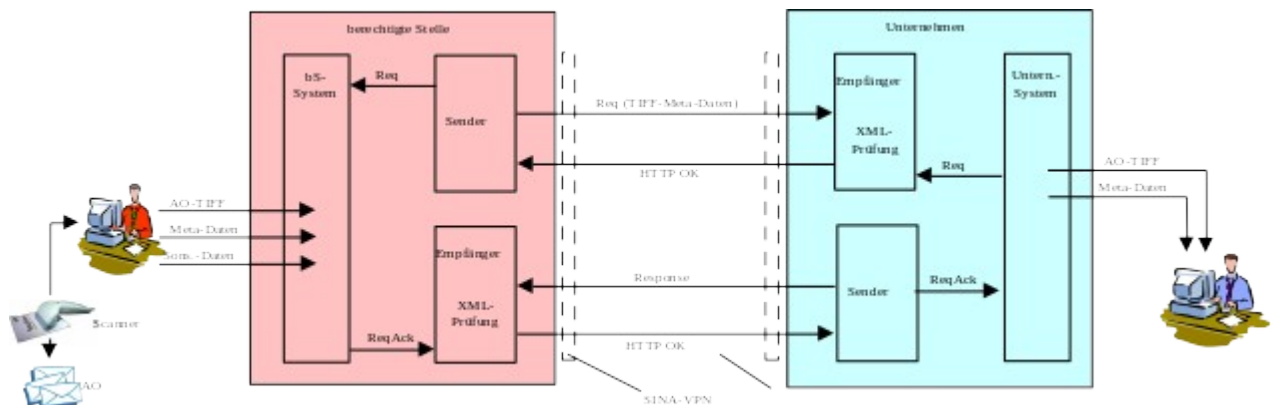 berechtigte Stelle
Unternehmen
bS-
System
Req
Sender
Req (TIFF-Meta-Daten)
HTTP OK
Empfänger
XML-
Prüfung
Req
Untern.-
System
AO-TIFF
Meta-Daten
AO-TIFF
Meta-Daten
Sons.-Daten
Empfänger
XML-
Prüfung
ReqAck
Response
HTTP OK
Sender
ReqAck
Scanner
AO
SINA-VPN